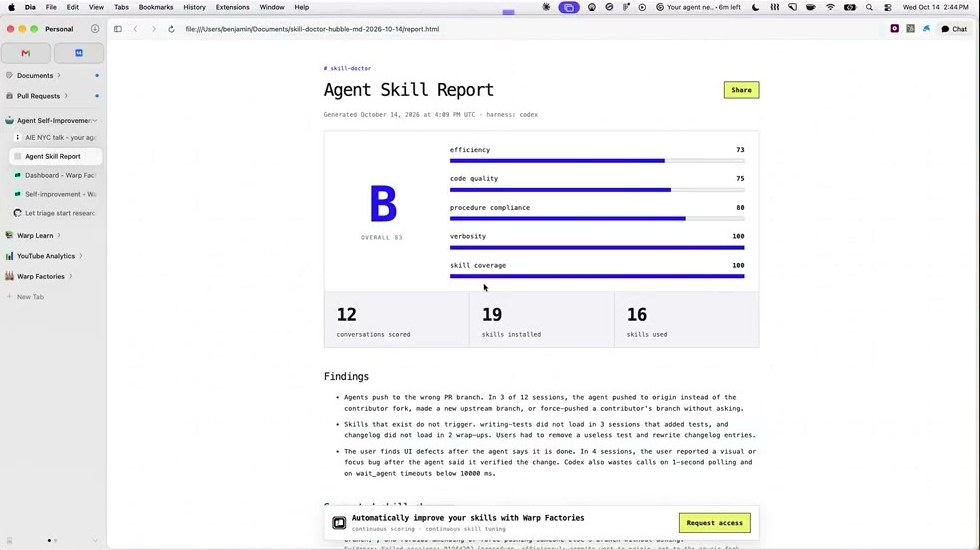 Dia File Edit View Tabs Bookmarks History Extensions Window Help
Your agent ne... • 6m left
Wed Oct 14 2:44 PM
Personal
file:///Users/benjamin/Documents/skill-doctor-hubble-md-2026-10-14/report.html
Chat
Documents
Pull Requests
Agent Self-Improvemen
AIE NYC talk - your age
Agent Skill Report
Dashboard - Warp Fac
Self-improvement - Wa
Let triage start researc
Warp Learn
YouTube Analytics
Warp Factories
+ New Tab
# skill-doctor
Agent Skill Report
Share
Generated October 14, 2026 at 4:09 PM UTC · harness: codex
B
OVERALL 83
efficiency 73
code quality 75
procedure compliance 80
verbosity 100
skill coverage 100
12
conversations scored
19
skills installed
16
skills used
Findings
• Agents push to the wrong PR branch. In 3 of 12 sessions, the agent pushed to origin instead of the
contributor fork, made a new upstream branch, or force-pushed a contributor's branch without asking.
• Skills that exist do not trigger. writing-tests did not load in 3 sessions that added tests, and
changelog did not load in 2 wrap-ups. Users had to remove a useless test and rewrite changelog entries.
• The user finds UI defects after the agent says it is done. In 4 sessions, the user reported a visual or
focus bug after the agent said it verified the change. Codex also wastes calls on 1-second polling and
on wait_agent timeouts below 10000 ms.
Automatically improve your skills with Warp Factories
continuous scoring · continuous skill tuning
Request access